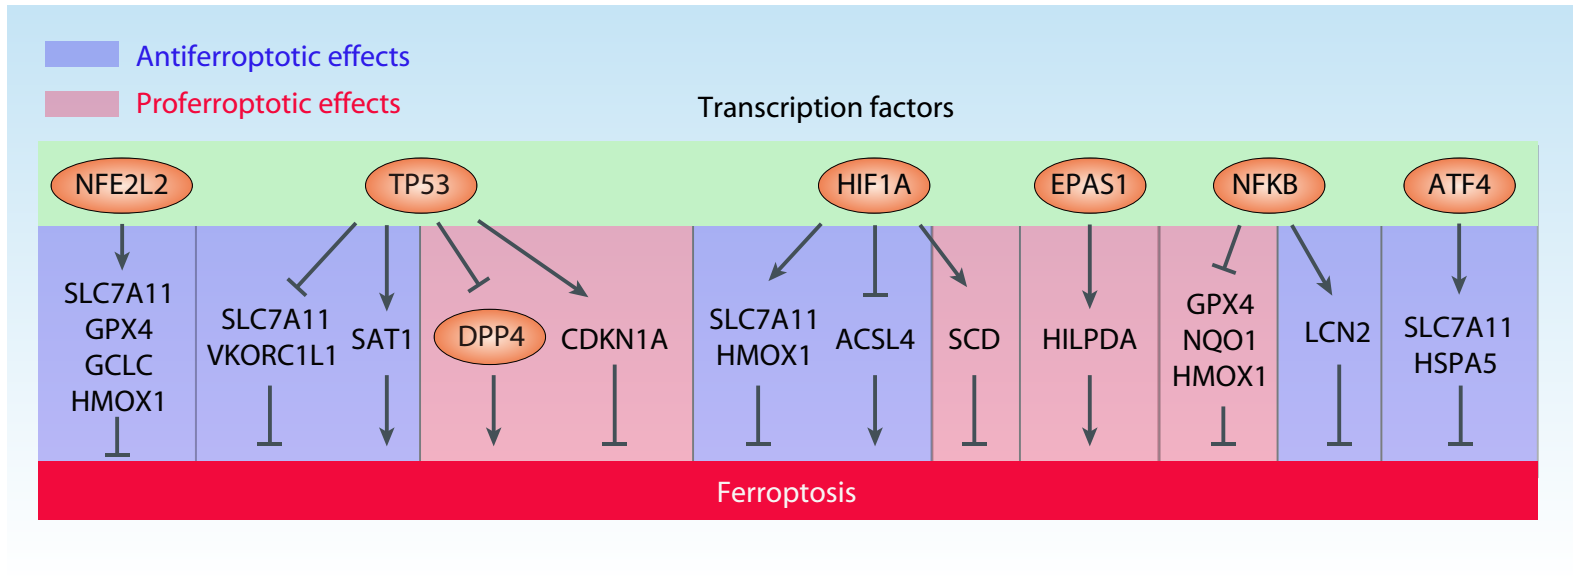 Antiferroptotic effects
Proferroptotic effects
Transcription factors
NFE2L2
TP53
HIF1A
EPAS1
NFKB
ATF4
SLC7A11
GPX4
GCLC
HMOX1
SLC7A11
VKORC1L1
SAT1
DPP4
CDKN1A
SLC7A11
HMOX1
ACSL4
SCD
HILPDA
GPX4
NQO1
HMOX1
LCN2
SLC7A11
HSPA5
Ferroptosis